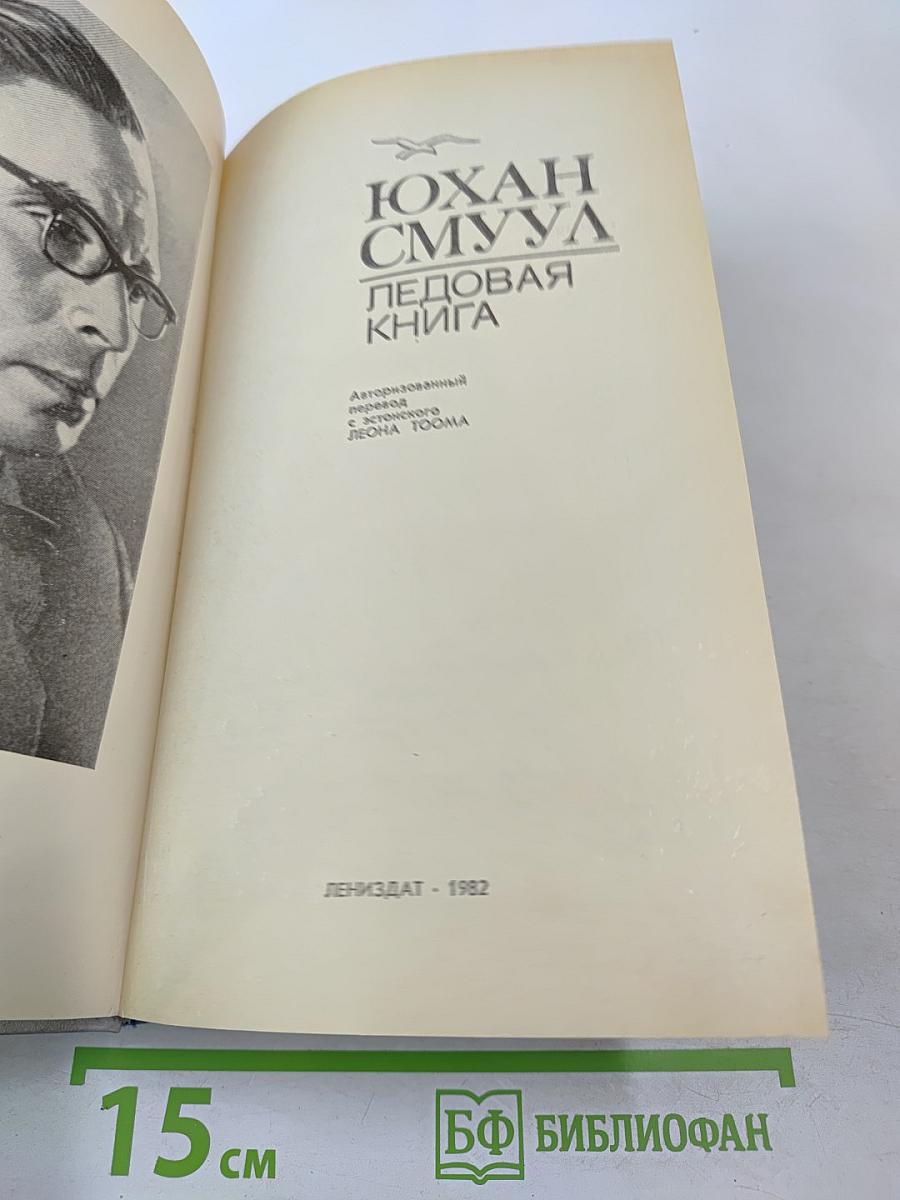 ЮХАН
СМУУЛ
ЛЕДОВАЯ
КНИГА
Авторизованный
перевод
с эстонского
ЛЕОНА ТООМА
ЛЕНИЗДАТ - 1982
15 см
БФ БИБЛИОФАН